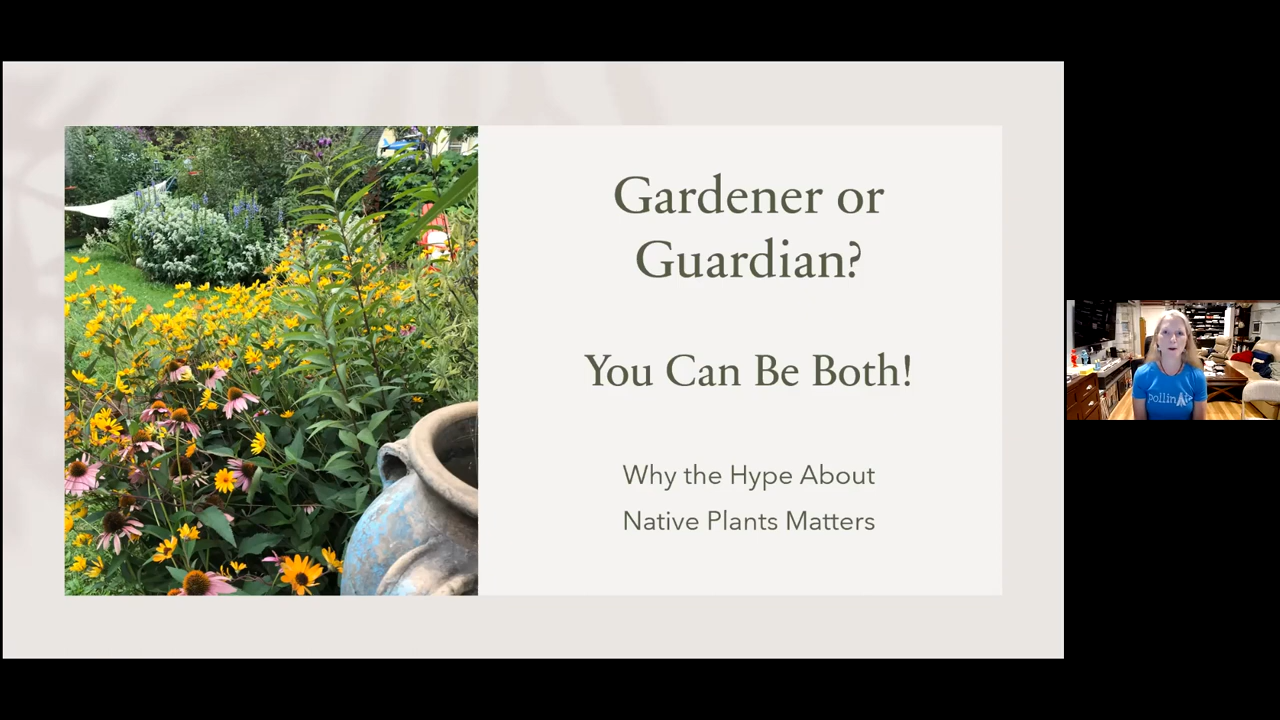 Gardener or
Guardian?
You Can Be Both!
Why the Hype About
Native Plants Matters